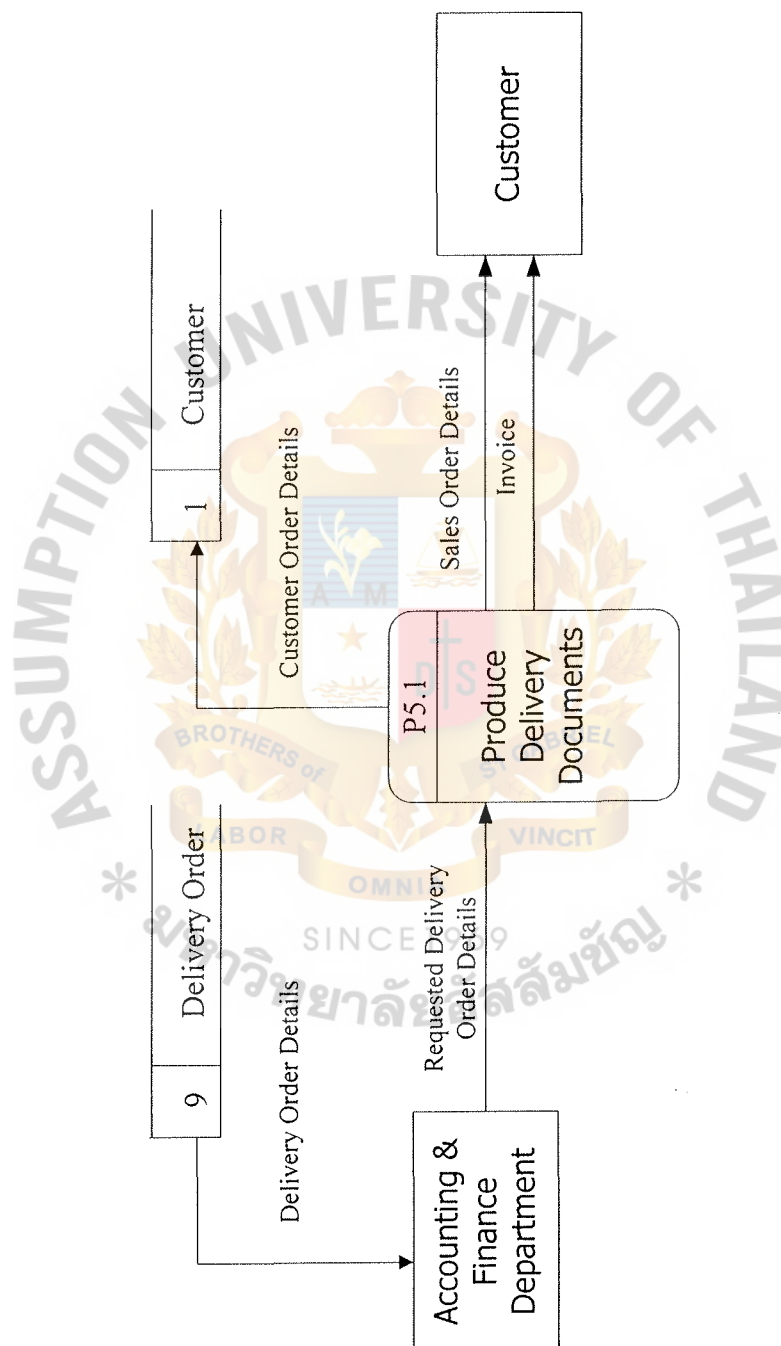 9
Delivery Order
1
Customer
Delivery Order Details
Customer Order Details
Accounting &
Finance
Department
Requested Delivery
Order Details
P5.1
Produce
Delivery
Documents
Sales Order Details
Invoice
Customer
ASSUMPTION UNIVERSITY OF THAILAND
A M
D S
BROTHERS of
ST GABRIEL
LABOR
OMNIA
VINCIT
SINCE 1969
มหาวิทยาลัยอัสสัมชัญ